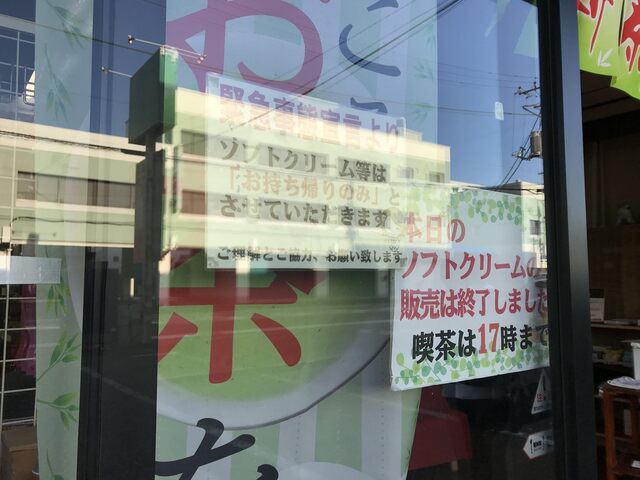 緊急事態宣言より
ソフトクリーム等は
「お持ち帰りのみ」と
させていただきます
ご理解とご協力、お願い致します
本日の
ソフトクリームの
販売は終了しました
喫茶は17時まで
お
茶